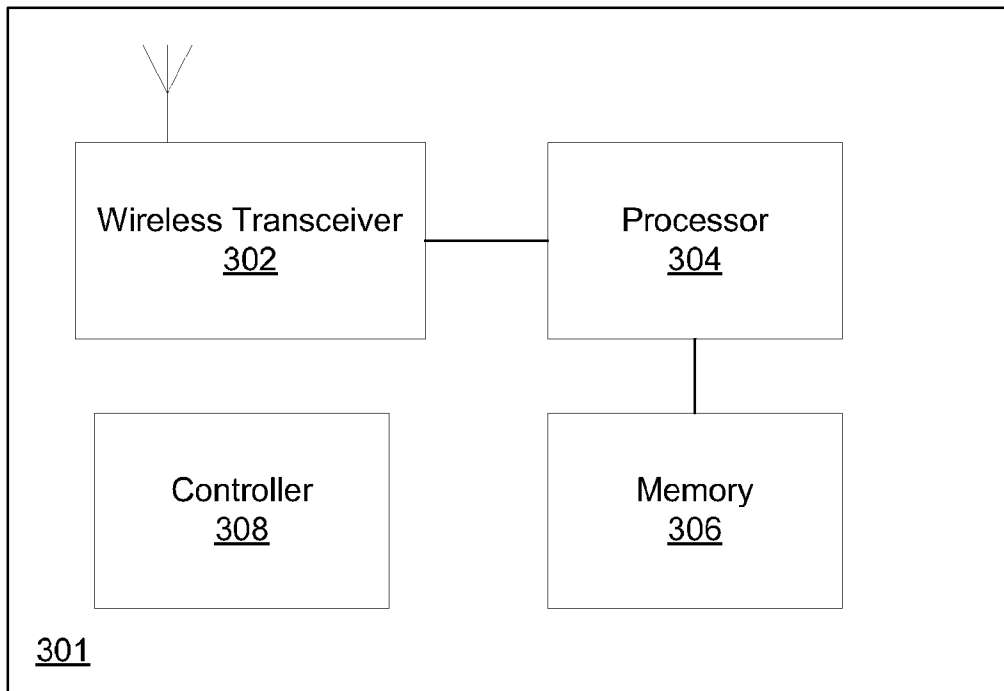 Wireless Transceiver
302
Processor
304
Controller
308
Memory
306
301